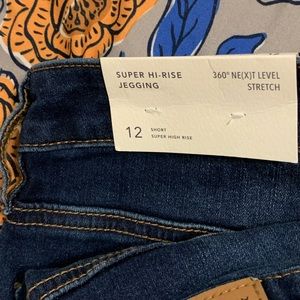 SUPER HI-RISE
JEGGING
360° NE(X)T LEVEL
STRETCH
12
SHORT
SUPER HIGH RISE